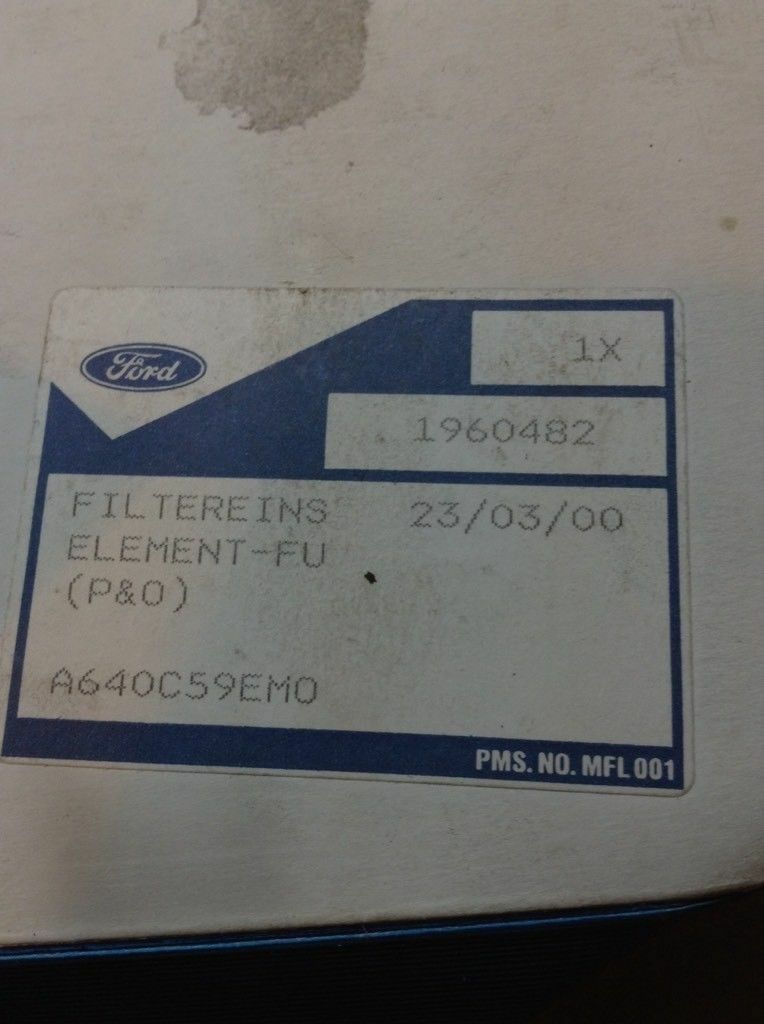 Ford
1X
1960482
FILTEREINS 23/03/00
ELEMENT-FU
(P&O)
A640C59EMO
PMS. NO. MFL 001